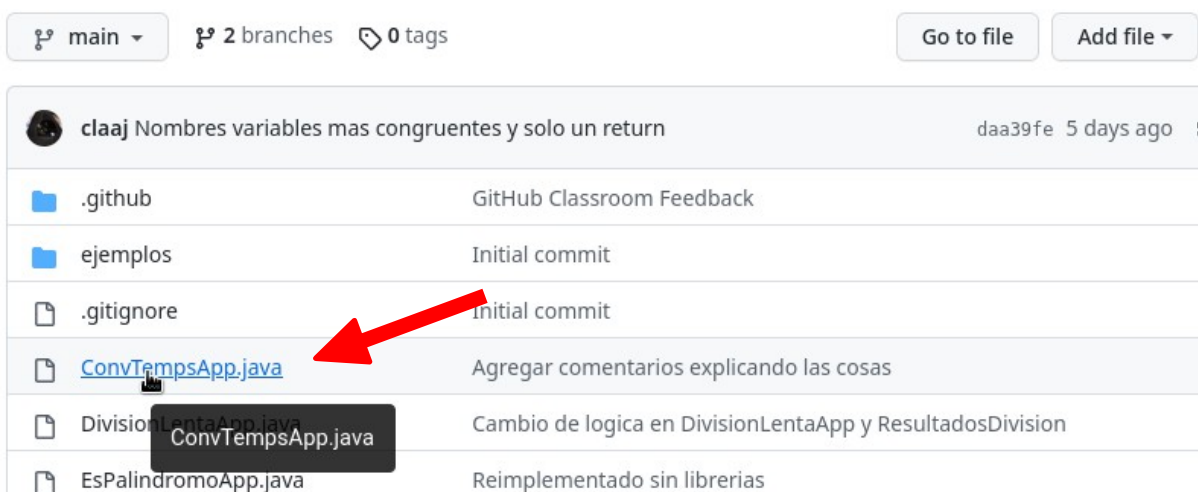 main 2 branches 0 tags Go to file Add file
claaj Nombres variables mas congruentes y solo un return daa39fe 5 days ago
.github GitHub Classroom Feedback
ejemplos Initial commit
.gitignore Initial commit
ConvTempsApp.java Agregar comentarios explicando las cosas
DivisionLentaApp.java Cambio de logica en DivisionLentaApp y ResultadosDivision
ConvTempsApp.java
EsPalindromoApp.java Reimplementado sin librerias